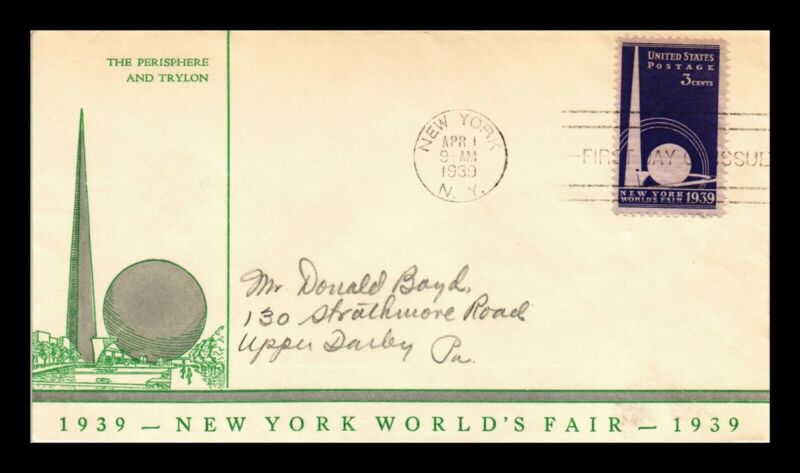 THE PERISPHERE
AND TRYLON
NEW YORK
APR 1
9-AM
1939
N. Y.
UNITED STATES
POSTAGE
3 CENTS
FIRST DAY OF ISSUE
NEW YORK
WORLD'S FAIR 1939
Mr. Donald Boyd,
130 Strathmore Road
Upper Darby Pa.
1939 — NEW YORK WORLD'S FAIR — 1939